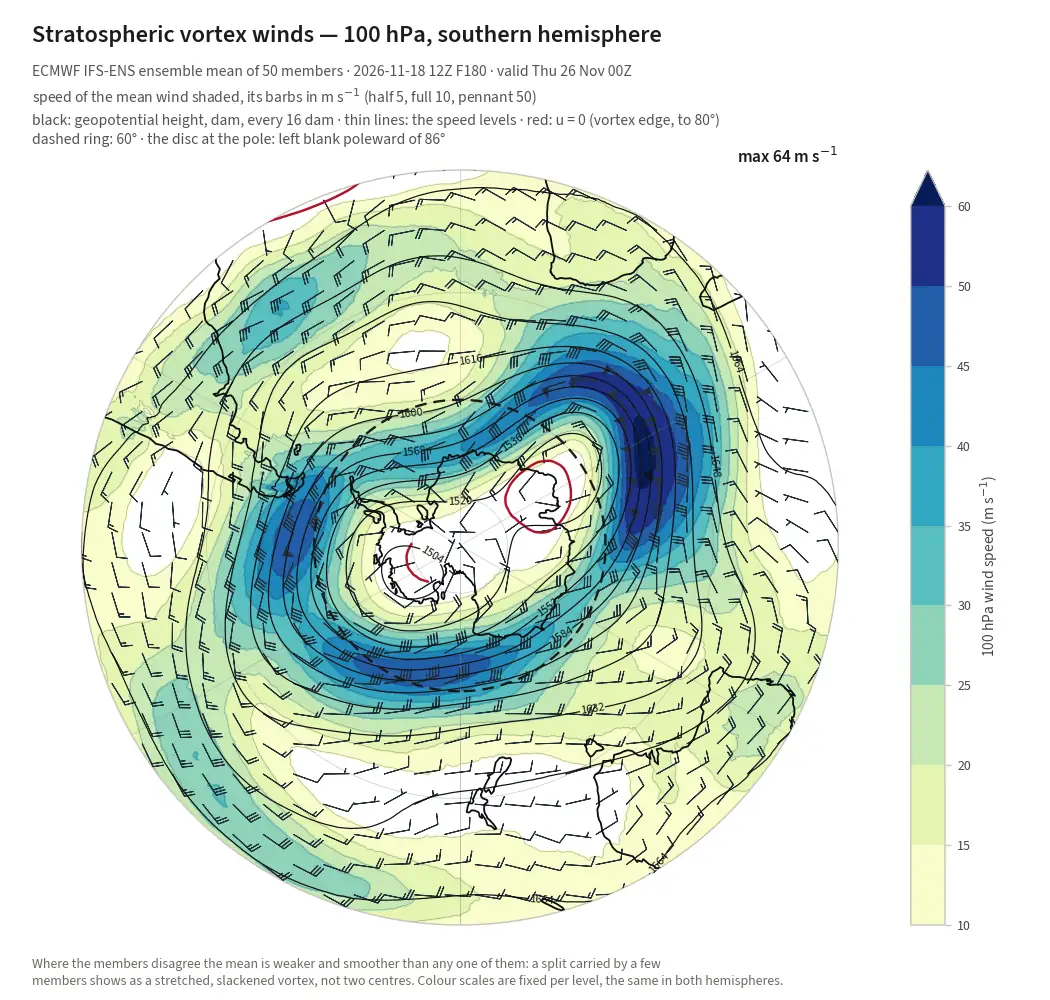 Stratospheric vortex winds — 100 hPa, southern hemisphere
ECMWF IFS-ENS ensemble mean of 50 members · 2026-11-18 12Z F180 · valid Thu 26 Nov 00Z
speed of the mean wind shaded, its barbs in m s⁻¹ (half 5, full 10, pennant 50)
black: geopotential height, dam, every 16 dam · thin lines: the speed levels · red: u = 0 (vortex edge, to 80°)
dashed ring: 60° · the disc at the pole: left blank poleward of 86°
max 64 m s⁻¹
60
50
45
40
35
30
25
20
15
10
100 hPa wind speed (m s⁻¹)
1616
1664
1600
1536
1568
1648
1520
1504
1552
1584
1632
1664
1664
Where the members disagree the mean is weaker and smoother than any one of them: a split carried by a few
members shows as a stretched, slackened vortex, not two centres. Colour scales are fixed per level, the same in both hemispheres.